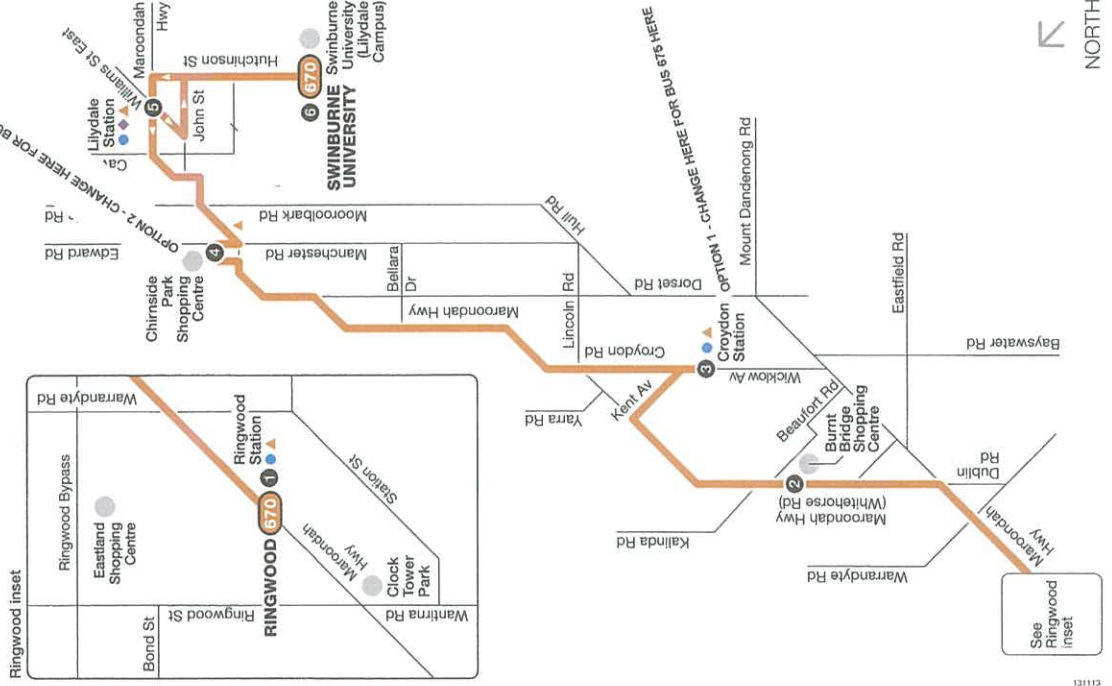 Maroondah
Hwy
Williams St East
Hutchinson St
Swinburne
University
(Lilydale
Campus)
670
6
SWINBURNE
UNIVERSITY
5
Lilydale
Station
John St
OPTION 2 - CHANGE HERE FOR
Mooroolbark Rd
Rd
Edward Rd
4
Manchester Rd
Chirnside
Park
Shopping
Centre
Bellara
Dr
Maroondah Hwy
Hull Rd
Lincoln Rd
Dorset Rd
OPTION 1 - CHANGE HERE FOR BUS 675 HERE
Croydon Rd
3
Croydon
Station
Mount Dandenong Rd
Eastfield Rd
Bayswater Rd
Wicklow Av
Kent Av
Yarra Rd
Beaufort Rd
Burnt
Bridge
Shopping
Centre
2
Maroondah Hwy
(Whitehorse Rd)
Dublin
Rd
Kalinda Rd
Warrandyte Rd
Maroondah
Hwy
See
Ringwood
inset
Ringwood inset
Ringwood Bypass
Warrandyte Rd
Eastland
Shopping
Centre
Ringwood
Station
1
670
RINGWOOD
Station St
Maroondah
Hwy
Clock
Tower
Park
Bond St
Ringwood St
Wantirna Rd
NORTH
131113